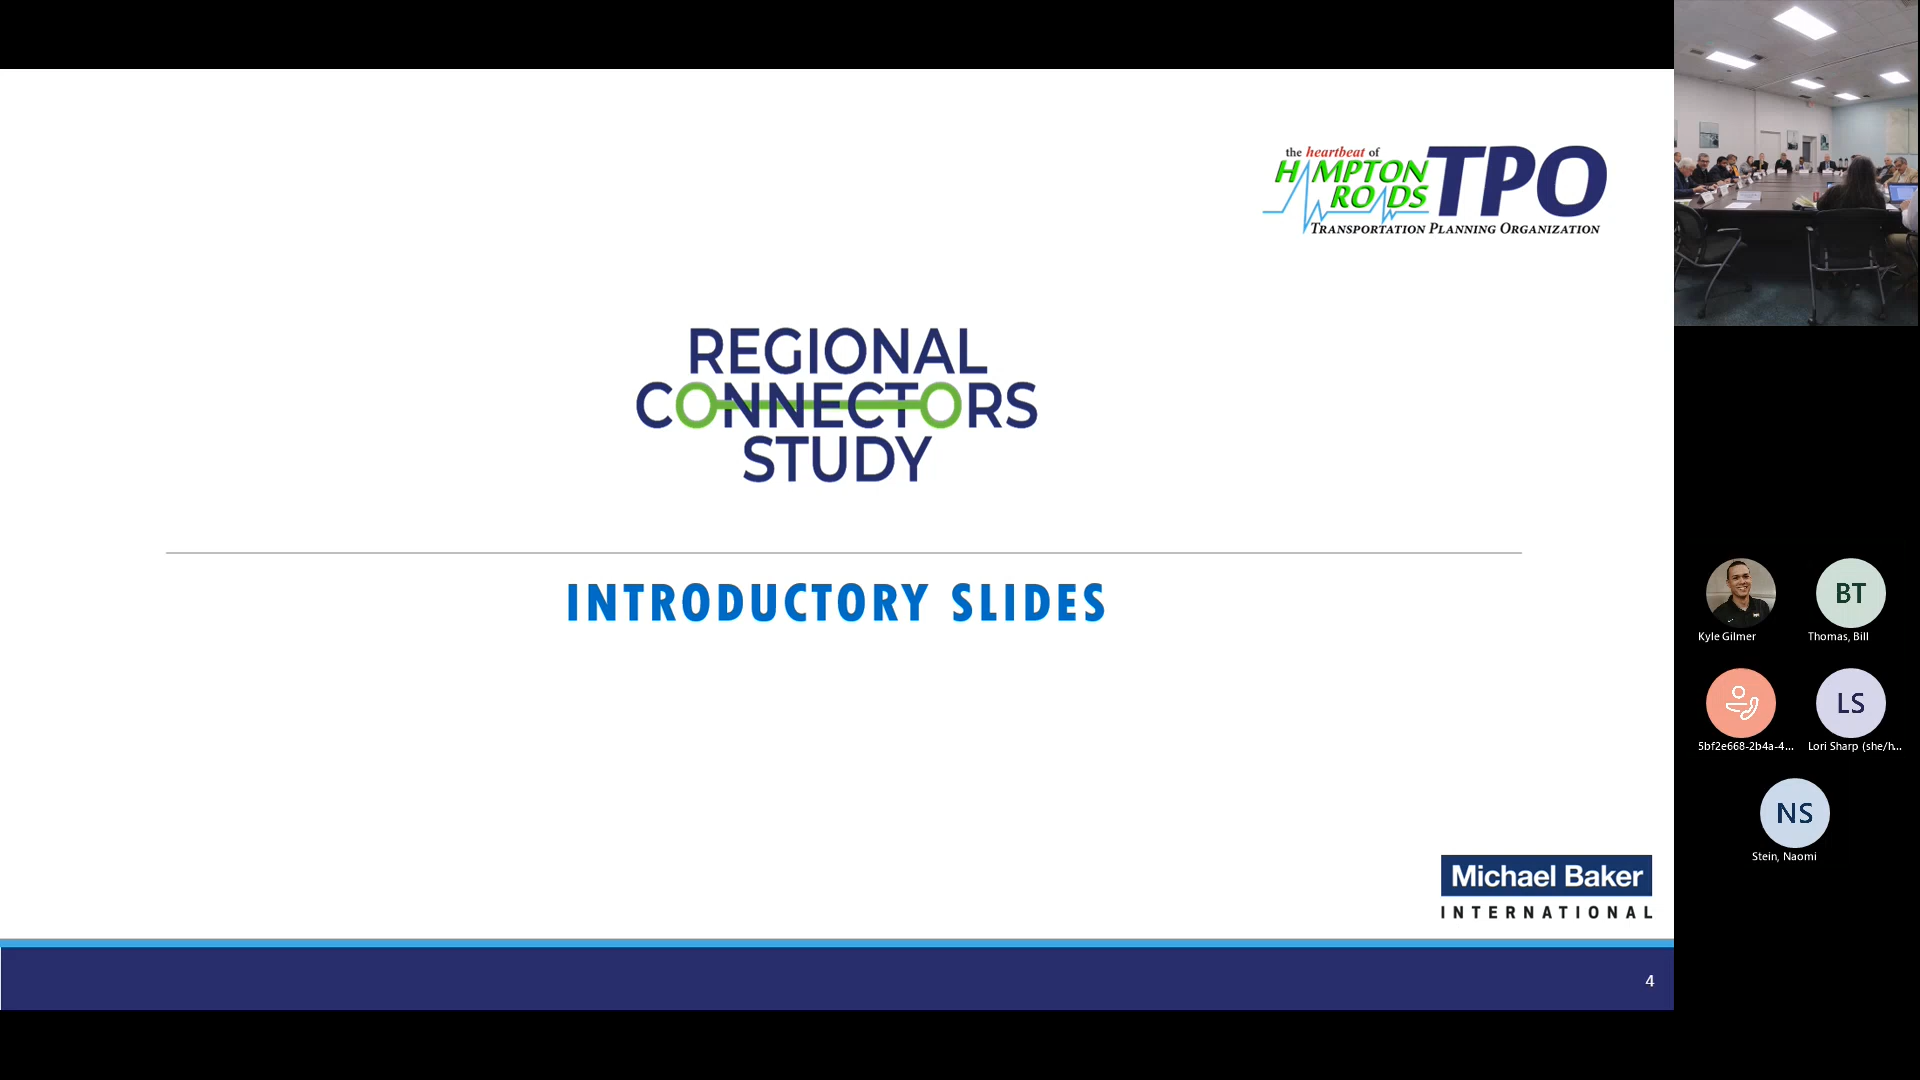 the heartbeat of
HAMPTON
ROADS
TPO
TRANSPORTATION PLANNING ORGANIZATION
REGIONAL
CONNECTORS
STUDY
INTRODUCTORY SLIDES
Michael Baker
INTERNATIONAL
4
Kyle Gilmer
BT
Thomas, Bill
5bf2e668-2b4a-4...
LS
Lori Sharp (she/h...
NS
Stein, Naomi